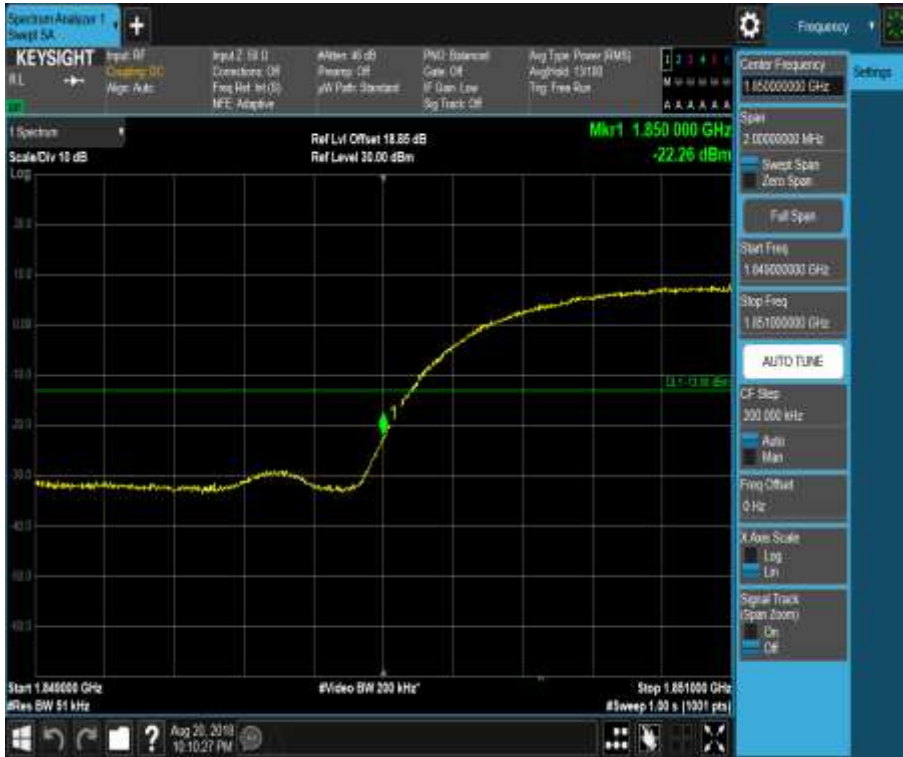 Spectrum Analyzer 1
Swept SA
Frequency
KEYSIGHT
Input: RF
Coupling: DC
Align: Auto
Input Z: 50 Ω
Corrections: Off
Freq Ref: Int (S)
NFE: Adaptive
#Atten: 46 dB
Preamp: Off
µW Path: Standard
PNO: Balanced
Gate: Off
IF Gain: Low
Sig Track: Off
Avg Type: Power (RMS)
Trig: Free Run
A A A A A A
Center Frequency
1.850000000 GHz
Settings
Span
2.00000000 MHz
Swept Span
Zero Span
Full Span
Start Freq
1.849000000 GHz
Stop Freq
1.851000000 GHz
AUTO TUNE
CF Step
200.000 kHz
Auto
Man
Freq Offset
0 Hz
X Axis Scale
Log
Lin
Signal Track
(Span Zoom)
On
Off
1 Spectrum
Scale/Div 10 dB
Log
Ref Lvl Offset 18.85 dB
Ref Level 30.00 dBm
Mkr1 1.850 000 GHz
-22.26 dBm
20.0
10.0
0.00
-10.0
-20.0
-30.0
-40.0
-50.0
-60.0
1
Start 1.849000 GHz
#Res BW 51 kHz
#Video BW 200 kHz*
Stop 1.851000 GHz
#Sweep 1.00 s (1001 pts)
?
Aug 20, 2018
10:10:27 PM